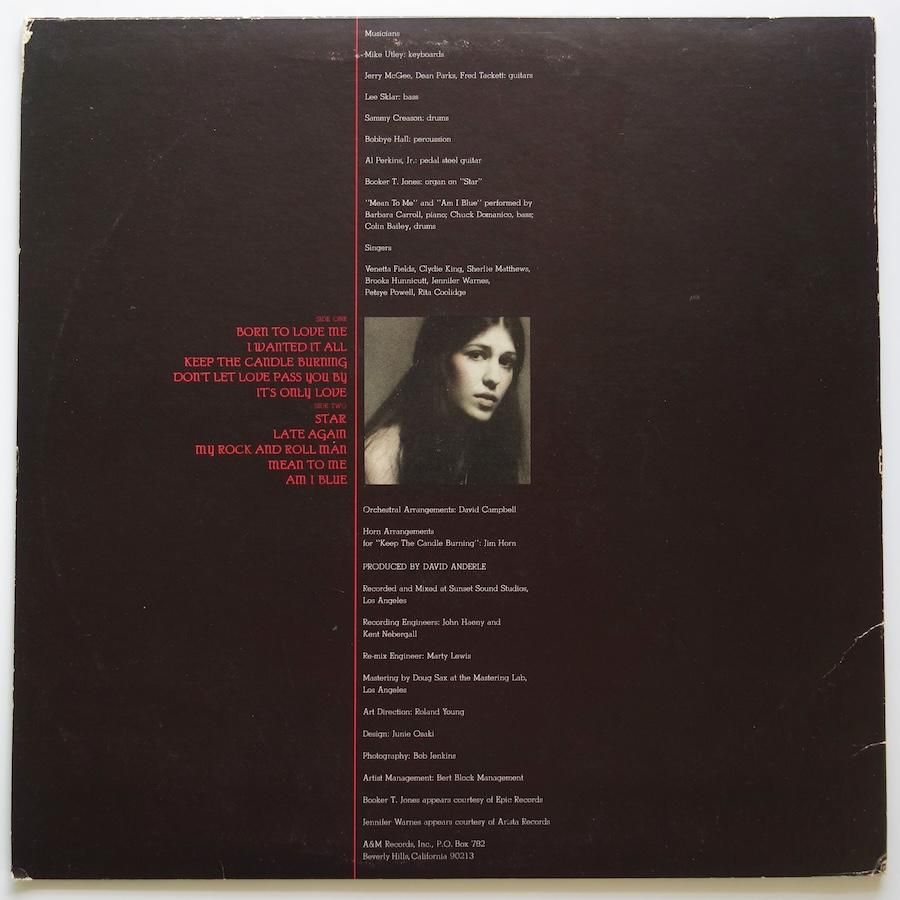 Musicians
Mike Utley: keyboards
Jerry McGee, Dean Parks, Fred Tackett: guitars
Lee Sklar: bass
Sammy Creason: drums
Bobbye Hall: percussion
Al Perkins, Jr.: pedal steel guitar
Booker T. Jones: organ on "Star"
"Mean To Me" and "Am I Blue" performed by
Barbara Carroll, piano; Chuck Domanico, bass;
Colin Bailey, drums
Singers
Venetta Fields, Clydie King, Sherlie Matthews,
Brooks Hunnicutt, Jennifer Warnes,
Petsye Powell, Rita Coolidge
SIDE ONE
BORN TO LOVE ME
I WANTED IT ALL
KEEP THE CANDLE BURNING
DON'T LET LOVE PASS YOU BY
IT'S ONLY LOVE
SIDE TWO
STAR
LATE AGAIN
MY ROCK AND ROLL MAN
MEAN TO ME
AM I BLUE
Orchestral Arrangements: David Campbell
Horn Arrangements
for "Keep The Candle Burning": Jim Horn
PRODUCED BY DAVID ANDERLE
Recorded and Mixed at Sunset Sound Studios,
Los Angeles
Recording Engineers: John Haeny and
Kent Nebergall
Re-mix Engineer: Marty Lewis
Mastering by Doug Sax at the Mastering Lab,
Los Angeles
Art Direction: Roland Young
Design: Junie Osaki
Photography: Bob Jenkins
Artist Management: Bert Block Management
Booker T. Jones appears courtesy of Epic Records
Jennifer Warnes appears courtesy of Arista Records
A&M Records, Inc., P.O. Box 782
Beverly Hills, California 90213